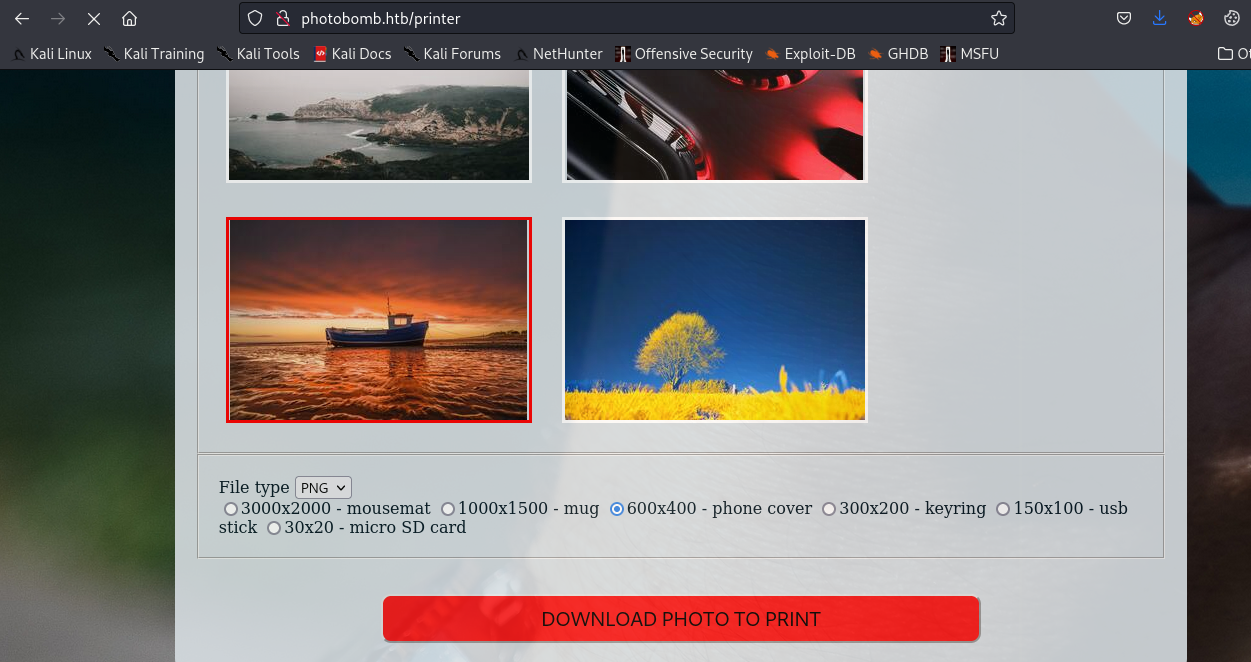 photobomb.htb/printer
Kali Linux Kali Training Kali Tools Kali Docs Kali Forums NetHunter Offensive Security Exploit-DB GHDB MSFU
File type PNG
3000x2000 - mousemat 1000x1500 - mug 600x400 - phone cover 300x200 - keyring 150x100 - usb
stick 30x20 - micro SD card
DOWNLOAD PHOTO TO PRINT